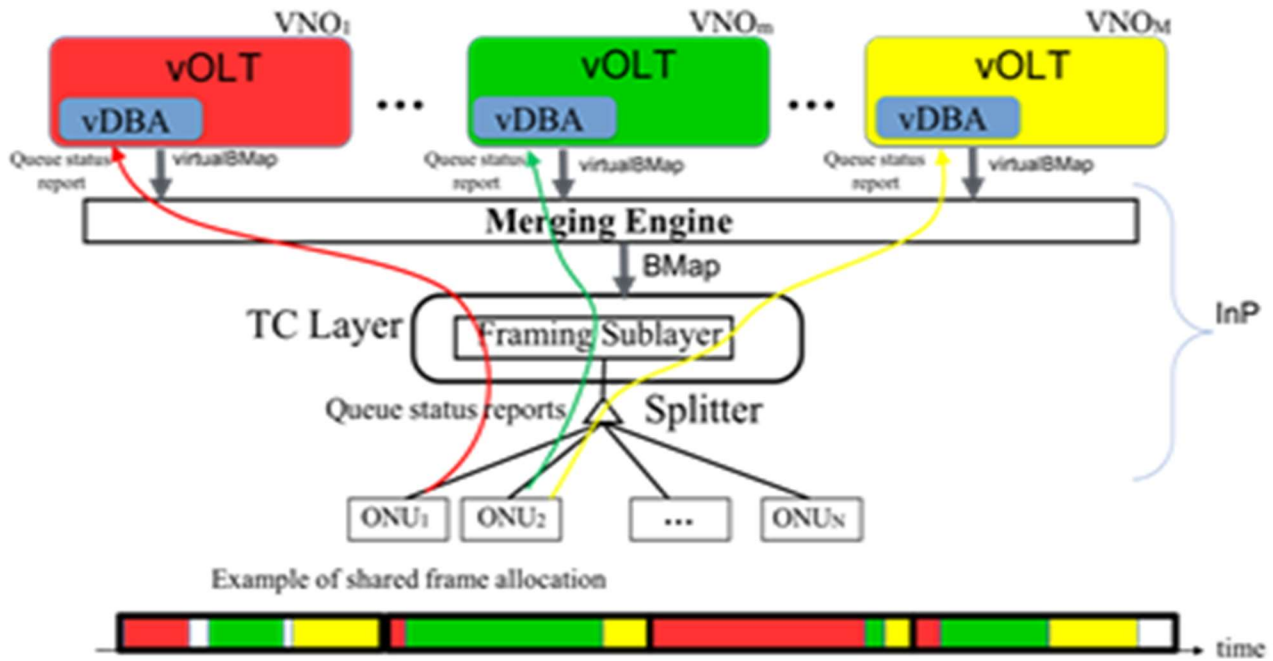 VNO1
VNOm
VNOM
vOLT
vOLT
vOLT
...
...
vDBA
vDBA
vDBA
Queue status
report
virtualBMap
Queue status
report
virtualBMap
Queue status
report
virtualBMap
Merging Engine
BMap
InP
TC Layer
Framing Sublayer
Queue status reports
Splitter
ONU1
ONU2
...
ONUN
Example of shared frame allocation
time